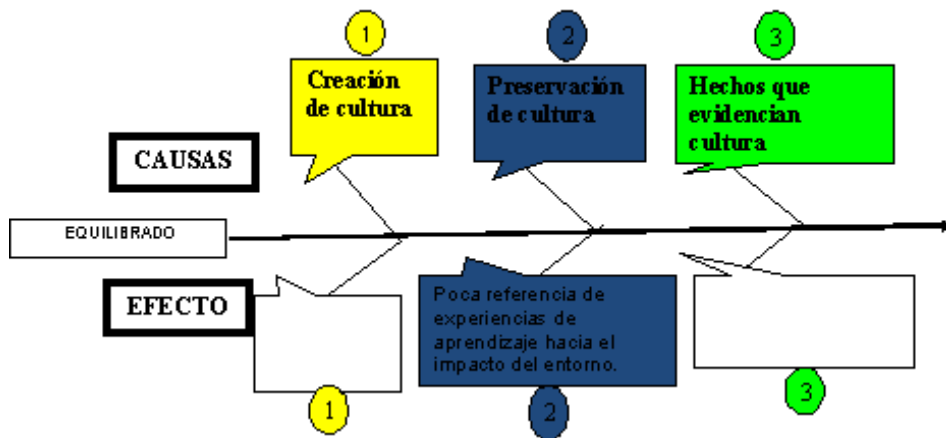 1
2
3
Creación
de cultura
Preservación
de cultura
Hechos que
evidencian
cultura
CAUSAS
EQUILIBRADO
EFECTO
Poca referencia de
experiencias de
aprendizaje hacia el
impacto del entorno.
1
2
3